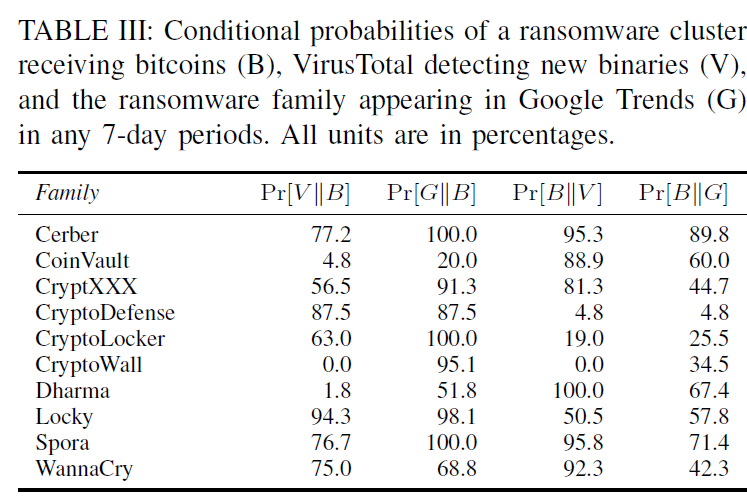 TABLE III: Conditional probabilities of a ransomware cluster
receiving bitcoins (B), VirusTotal detecting new binaries (V),
and the ransomware family appearing in Google Trends (G)
in any 7-day periods. All units are in percentages.
Family Pr[V||B] Pr[G||B] Pr[B||V] Pr[B||G]
Cerber 77.2 100.0 95.3 89.8
CoinVault 4.8 20.0 88.9 60.0
CryptXXX 56.5 91.3 81.3 44.7
CryptoDefense 87.5 87.5 4.8 4.8
CryptoLocker 63.0 100.0 19.0 25.5
CryptoWall 0.0 95.1 0.0 34.5
Dharma 1.8 51.8 100.0 67.4
Locky 94.3 98.1 50.5 57.8
Spora 76.7 100.0 95.8 71.4
WannaCry 75.0 68.8 92.3 42.3